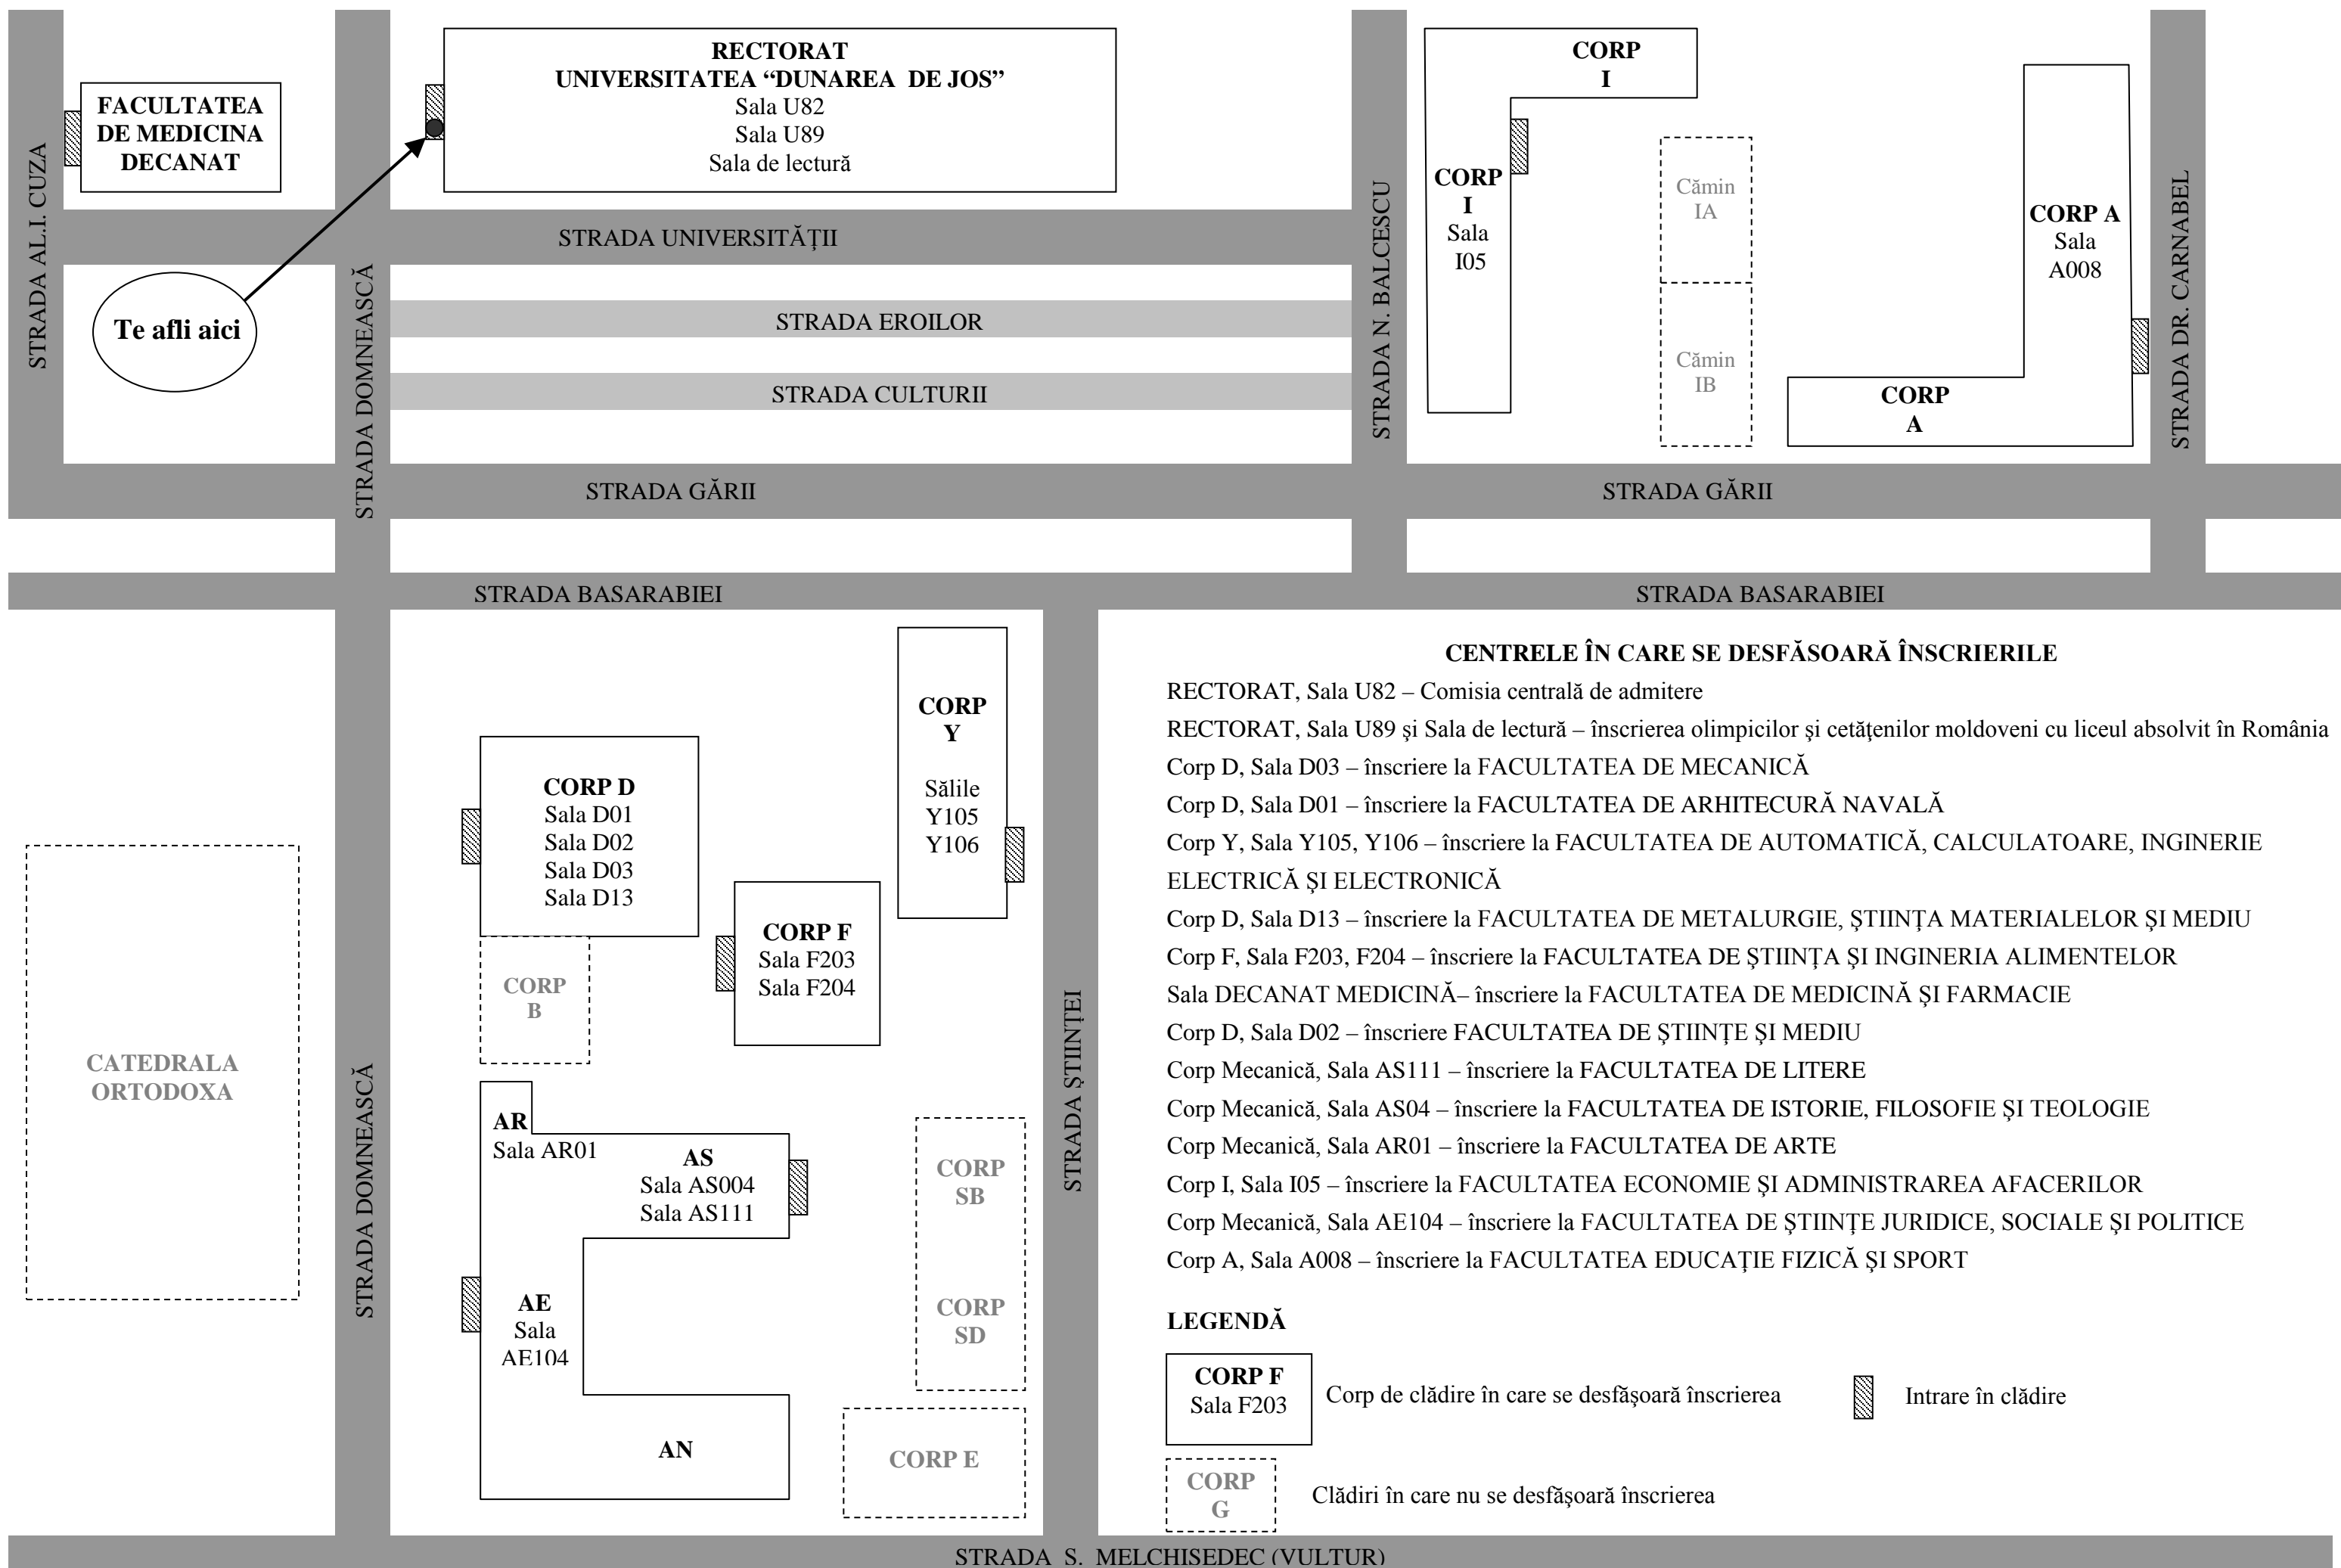 RECTORAT
UNIVERSITATEA “DUNAREA DE JOS”
Sala U82
Sala U89
Sala de lectură
FACULTATEA
DE MEDICINA
DECANAT
STRADA AL.I. CUZA
STRADA DOMNEASCĂ
STRADA UNIVERSITĂŢII
Te afli aici
STRADA EROILOR
STRADA CULTURII
STRADA N. BALCESCU
CORP
I
CORP
I
Sala
I05
Cămin
IA
Cămin
IB
CORP A
Sala
A008
CORP
A
STRADA DR. CARNABEL
STRADA GĂRII
STRADA GĂRII
STRADA BASARABIEI
STRADA BASARABIEI
CORP
Y
Sălile
Y105
Y106
CORP D
Sala D01
Sala D02
Sala D03
Sala D13
CORP F
Sala F203
Sala F204
CORP
B
CATEDRALA
ORTODOXA
STRADA DOMNEASCĂ
STRADA ŞTIINŢEI
AR
Sala AR01
AS
Sala AS004
Sala AS111
AE
Sala
AE104
AN
CORP
SB
CORP
SD
CORP E
CENTRELE ÎN CARE SE DESFĂSOARĂ ÎNSCRIERILE
RECTORAT, Sala U82 – Comisia centrală de admitere
RECTORAT, Sala U89 şi Sala de lectură – înscrierea olimpicilor şi cetăţenilor moldoveni cu liceul absolvit în România
Corp D, Sala D03 – înscriere la FACULTATEA DE MECANICĂ
Corp D, Sala D01 – înscriere la FACULTATEA DE ARHITECURĂ NAVALĂ
Corp Y, Sala Y105, Y106 – înscriere la FACULTATEA DE AUTOMATICĂ, CALCULATOARE, INGINERIE
ELECTRICĂ ŞI ELECTRONICĂ
Corp D, Sala D13 – înscriere la FACULTATEA DE METALURGIE, ŞTIINŢA MATERIALELOR ŞI MEDIU
Corp F, Sala F203, F204 – înscriere la FACULTATEA DE ŞTIINŢA ŞI INGINERIA ALIMENTELOR
Sala DECANAT MEDICINĂ– înscriere la FACULTATEA DE MEDICINĂ ŞI FARMACIE
Corp D, Sala D02 – înscriere FACULTATEA DE ŞTIINŢE ŞI MEDIU
Corp Mecanică, Sala AS111 – înscriere la FACULTATEA DE LITERE
Corp Mecanică, Sala AS04 – înscriere la FACULTATEA DE ISTORIE, FILOSOFIE ŞI TEOLOGIE
Corp Mecanică, Sala AR01 – înscriere la FACULTATEA DE ARTE
Corp I, Sala I05 – înscriere la FACULTATEA ECONOMIE ŞI ADMINISTRAREA AFACERILOR
Corp Mecanică, Sala AE104 – înscriere la FACULTATEA DE ŞTIINŢE JURIDICE, SOCIALE ŞI POLITICE
Corp A, Sala A008 – înscriere la FACULTATEA EDUCAŢIE FIZICĂ ŞI SPORT
LEGENDĂ
CORP F
Sala F203
Corp de clădire în care se desfăşoară înscrierea
Intrare în clădire
CORP
G
Clădiri în care nu se desfăşoară înscrierea
STRADA S. MELCHISEDEC (VULTUR)